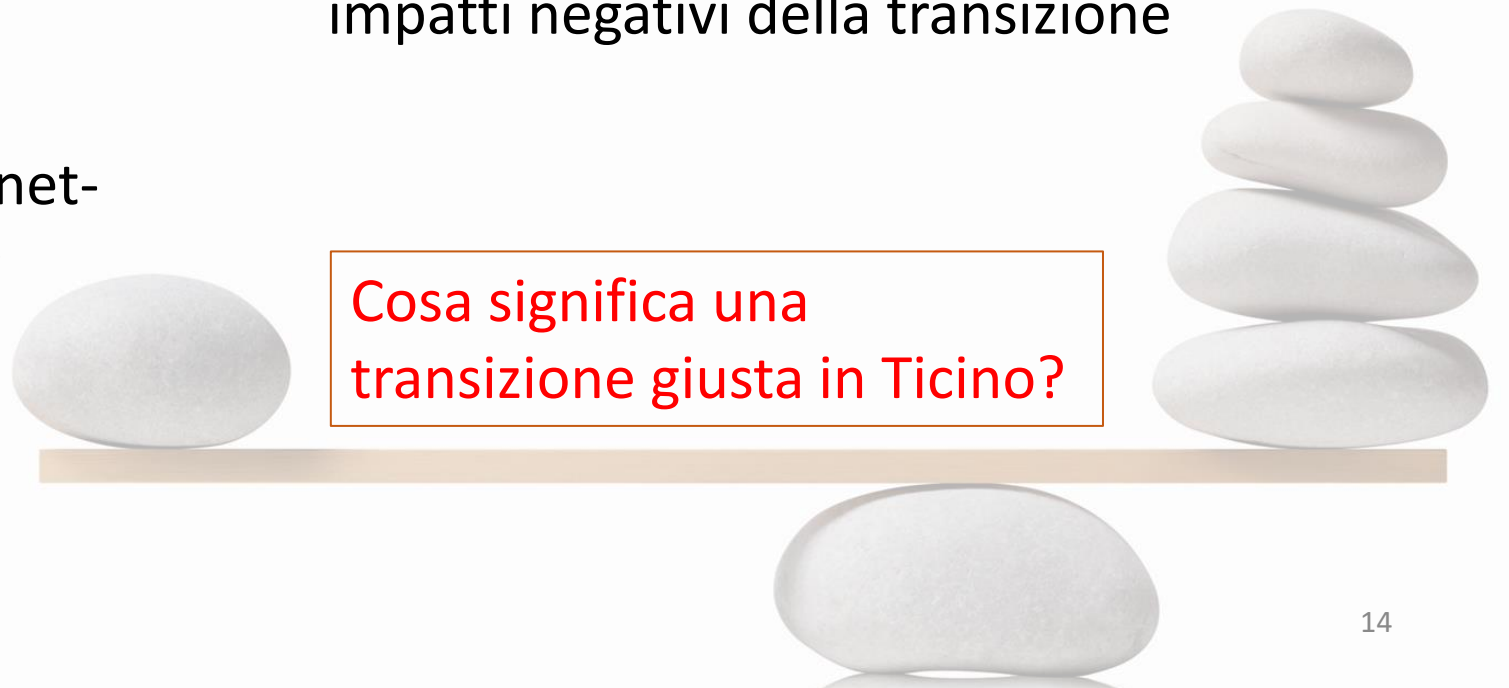 impatti negativi della transizione
net-
Cosa significa una
transizione giusta in Ticino?
14